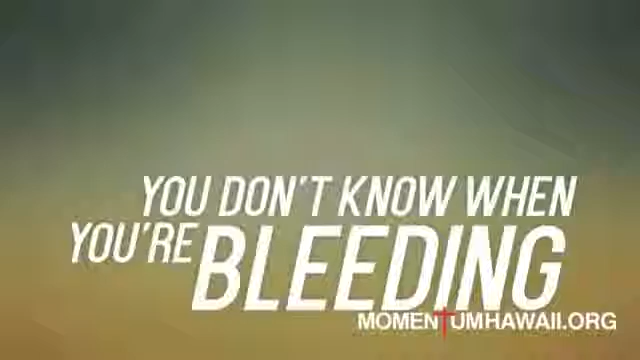 YOU DON'T KNOW WHEN
YOU'RE BLEEDING
MOMENTUMHAWAII.ORG